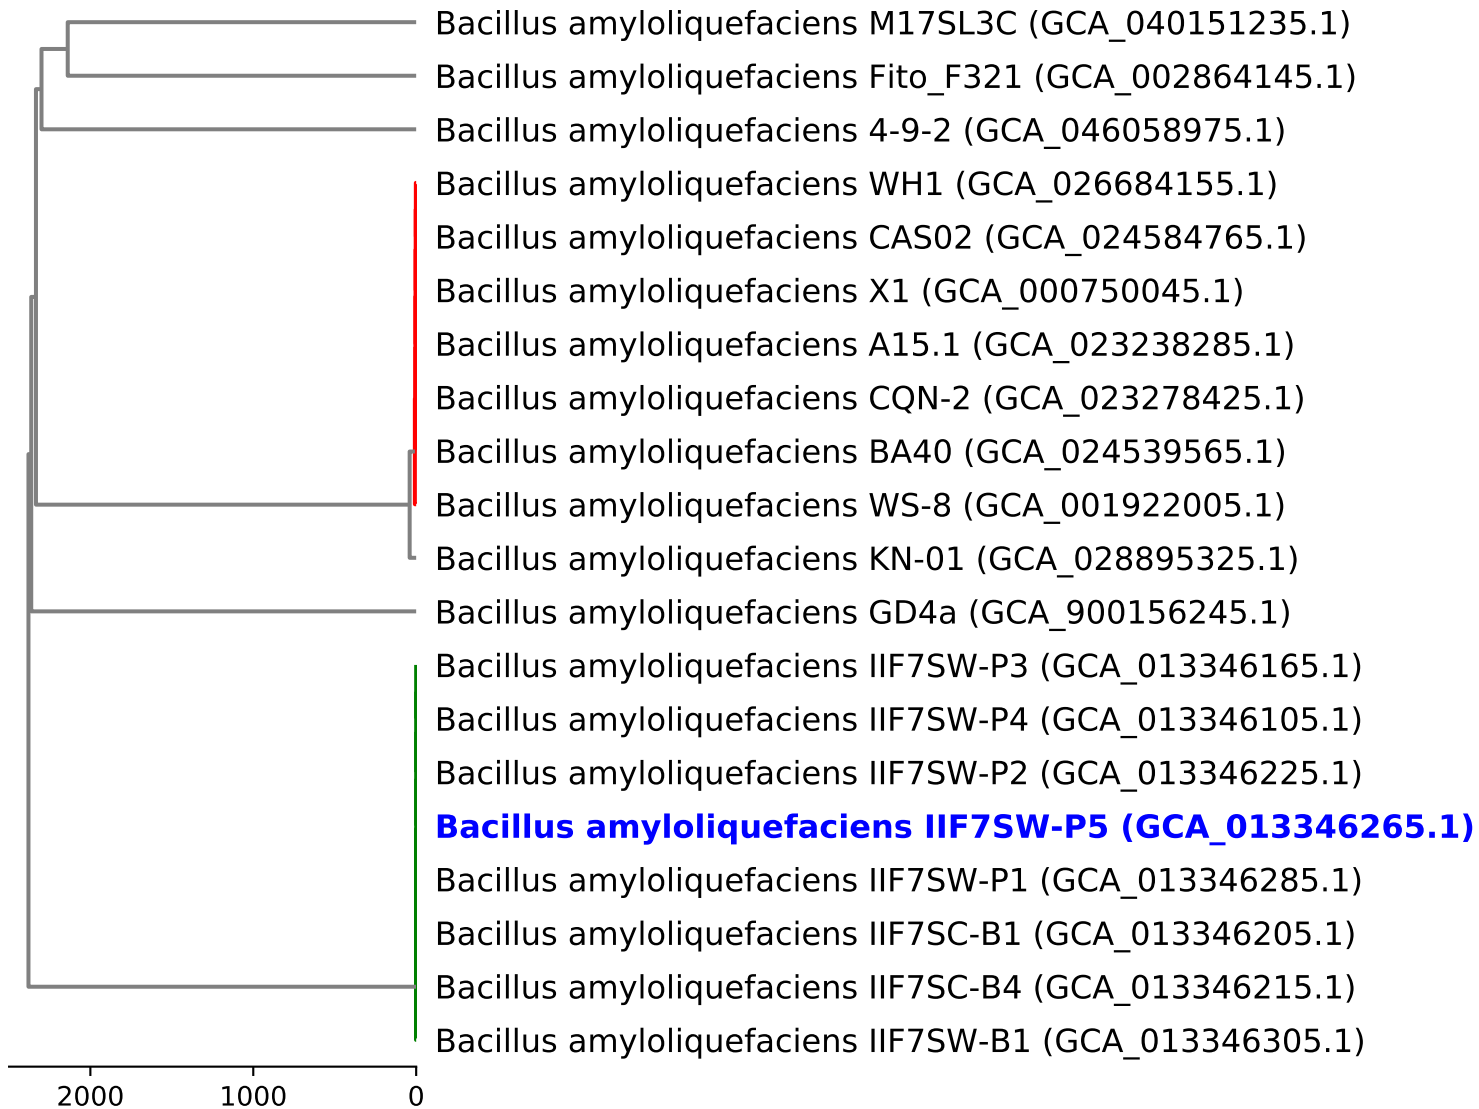 Bacillus amyloliquefaciens M17SL3C (GCA_040151235.1)
Bacillus amyloliquefaciens Fito_F321 (GCA_002864145.1)
Bacillus amyloliquefaciens 4-9-2 (GCA_046058975.1)
Bacillus amyloliquefaciens WH1 (GCA_026684155.1)
Bacillus amyloliquefaciens CAS02 (GCA_024584765.1)
Bacillus amyloliquefaciens X1 (GCA_000750045.1)
Bacillus amyloliquefaciens A15.1 (GCA_023238285.1)
Bacillus amyloliquefaciens CQN-2 (GCA_023278425.1)
Bacillus amyloliquefaciens BA40 (GCA_024539565.1)
Bacillus amyloliquefaciens WS-8 (GCA_001922005.1)
Bacillus amyloliquefaciens KN-01 (GCA_028895325.1)
Bacillus amyloliquefaciens GD4a (GCA_900156245.1)
Bacillus amyloliquefaciens IIF7SW-P3 (GCA_013346165.1)
Bacillus amyloliquefaciens IIF7SW-P4 (GCA_013346105.1)
Bacillus amyloliquefaciens IIF7SW-P2 (GCA_013346225.1)
Bacillus amyloliquefaciens IIF7SW-P5 (GCA_013346265.1)
Bacillus amyloliquefaciens IIF7SW-P1 (GCA_013346285.1)
Bacillus amyloliquefaciens IIF7SC-B1 (GCA_013346205.1)
Bacillus amyloliquefaciens IIF7SC-B4 (GCA_013346215.1)
Bacillus amyloliquefaciens IIF7SW-B1 (GCA_013346305.1)
2000 1000 0